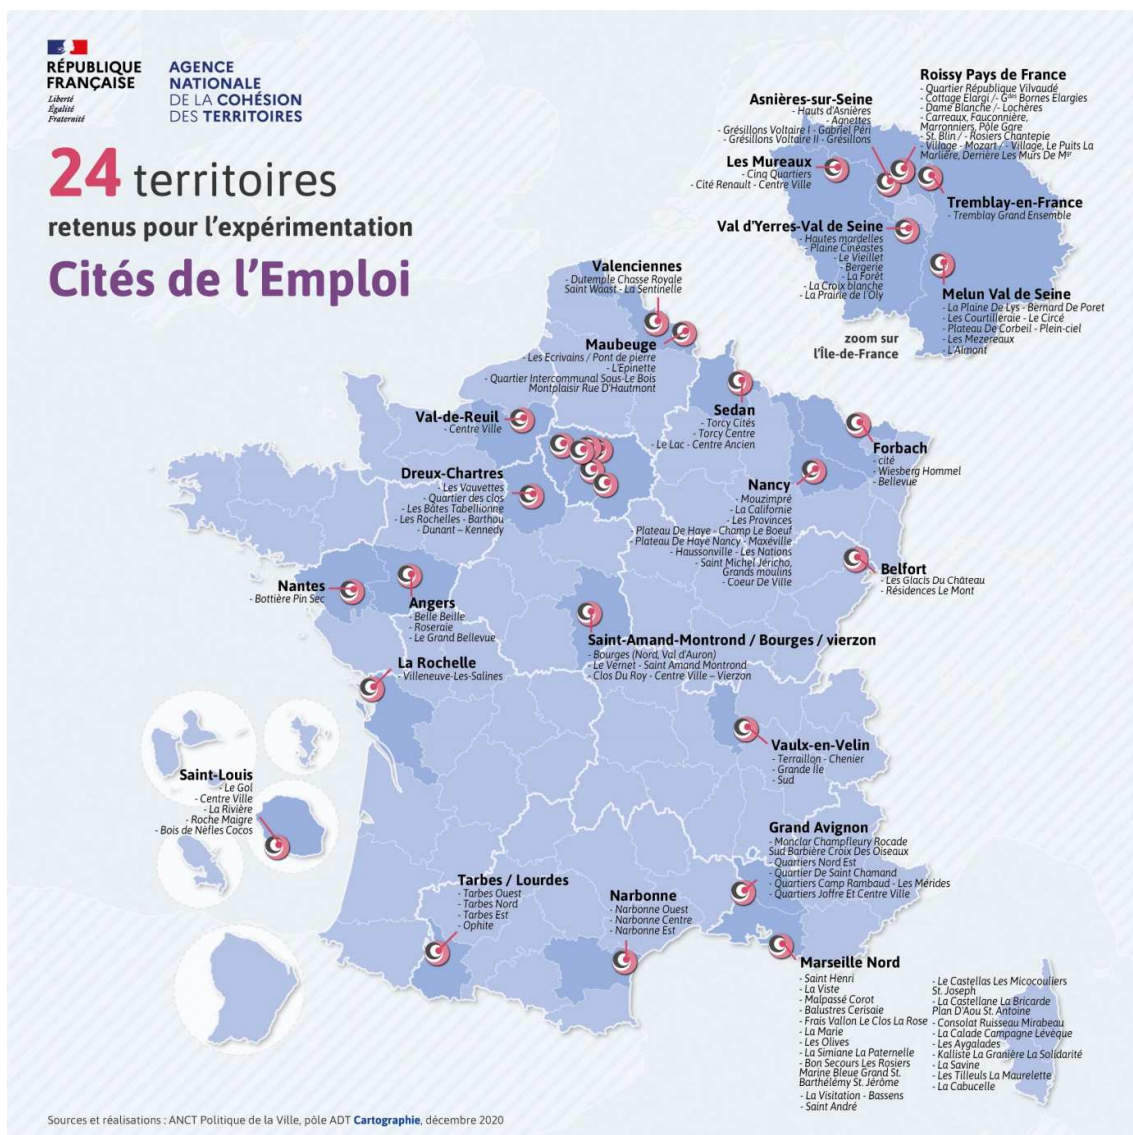 RÉPUBLIQUE
FRANÇAISE
Liberté
Égalité
Fraternité
AGENCE
NATIONALE
DE LA COHÉSION
DES TERRITOIRES
24 territoires
retenus pour l'expérimentation
Cités de l'Emploi
Roissy Pays de France
- Quartier République Vilvaudé
- Cottage Elargi /- Gdes Bornes Elargies
- Dame Blanche /- Lochères
- Carreaux, Fauconnière,
Marronniers, Pôle Gare
- St. Blin / - Rosiers Chantepie
- Village - Mozart / - Village, Le Puits La
Marlière, Derrière Les Murs De Mgr
Asnières-sur-Seine
- Hauts d'Asnières
- Agnettes
- Grésillons Voltaire I - Gabriel Péri
- Grésillons Voltaire II - Grésillons
Les Mureaux
- Cinq Quartiers
- Cité Renault - Centre Ville
Tremblay-en-France
- Tremblay Grand Ensemble
Val d'Yerres-Val de Seine
- Hautes mardelles
- Plaine Cinéastes
- Le Vieillet
- Bergerie
- La Forêt
- La Croix blanche
- La Prairie de l'Oly
Melun Val de Seine
- La Plaine De Lys - Bernard De Poret
- Les Courtilleraie - Le Circé
- Plateau De Corbeil - Plein-ciel
- Les Mezereaux
- L'Almont
zoom sur
l'Île-de-France
Valenciennes
- Dutemple Chasse Royale
Saint Waast - La Sentinelle
Maubeuge
- Les Ecrivains / Pont de pierre
- L'Epinette
- Quartier Intercommunal Sous-Le Bois
Montplaisir Rue D'Hautmont
Sedan
- Torcy Cités
- Torcy Centre
- Le Lac - Centre Ancien
Val-de-Reuil
- Centre Ville
Forbach
- cité
- Wiesberg Hommel
- Bellevue
Dreux-Chartres
- Les Vauvettes
- Quartier des clos
- Les Bâtes Tabellionne
- Les Rochelles - Barthou
- Dunant – Kennedy
Nancy
- Mouzimpré
- La Californie
- Les Provinces
- Plateau De Haye - Champ Le Boeuf
- Plateau De Haye Nancy - Maxéville
- Haussonville - Les Nations
- Saint Michel Jéricho,
Grands moulins
- Coeur De Ville
Belfort
- Les Glacis Du Château
- Résidences Le Mont
Nantes
- Bottière Pin Sec
Angers
- Belle Beille
- Roseraie
- Le Grand Bellevue
Saint-Amand-Montrond / Bourges / vierzon
- Bourges (Nord, Val d'Auron)
- Le Vernet - Saint Amand Montrond
- Clos Du Roy - Centre Ville – Vierzon
La Rochelle
- Villeneuve-Les-Salines
Vaulx-en-Velin
- Terraillon - Chenier
- Grande Ile
- Sud
Saint-Louis
- Le Gol
- Centre Ville
- La Rivière
- Roche Maigre
- Bois de Nèfles Cocos
Grand Avignon
- Monclar Champfleury Rocade
Sud Barbière Croix Des Oiseaux
- Quartiers Nord Est
- Quartier De Saint Chamand
- Quartiers Camp Rambaud - Les Mérides
- Quartiers Joffre Et Centre Ville
Tarbes / Lourdes
- Tarbes Ouest
- Tarbes Nord
- Tarbes Est
- Ophite
Narbonne
- Narbonne Ouest
- Narbonne Centre
- Narbonne Est
Marseille Nord
- Saint Henri
- La Viste
- Malpassé Corot
- Balustres Cerisaie
- Frais Vallon Le Clos La Rose
- La Marie
- Les Olives
- La Simiane La Paternelle
- Bon Secours Les Rosiers
Marine Bleue Grand St.
Barthélémy St. Jérôme
- La Visitation - Bassens
- Saint André
- Le Castellas Les Micocouliers
St. Joseph
- La Castellane La Bricarde
Plan D'Aou St. Antoine
- Consolat Ruisseau Mirabeau
- La Calade Campagne Lévèque
- Les Aygalades
- Kalliste La Granière La Solidarité
- La Savine
- Les Tilleuls La Maurelette
- La Cabucelle
Sources et réalisations : ANCT Politique de la Ville, pôle ADT Cartographie, décembre 2020